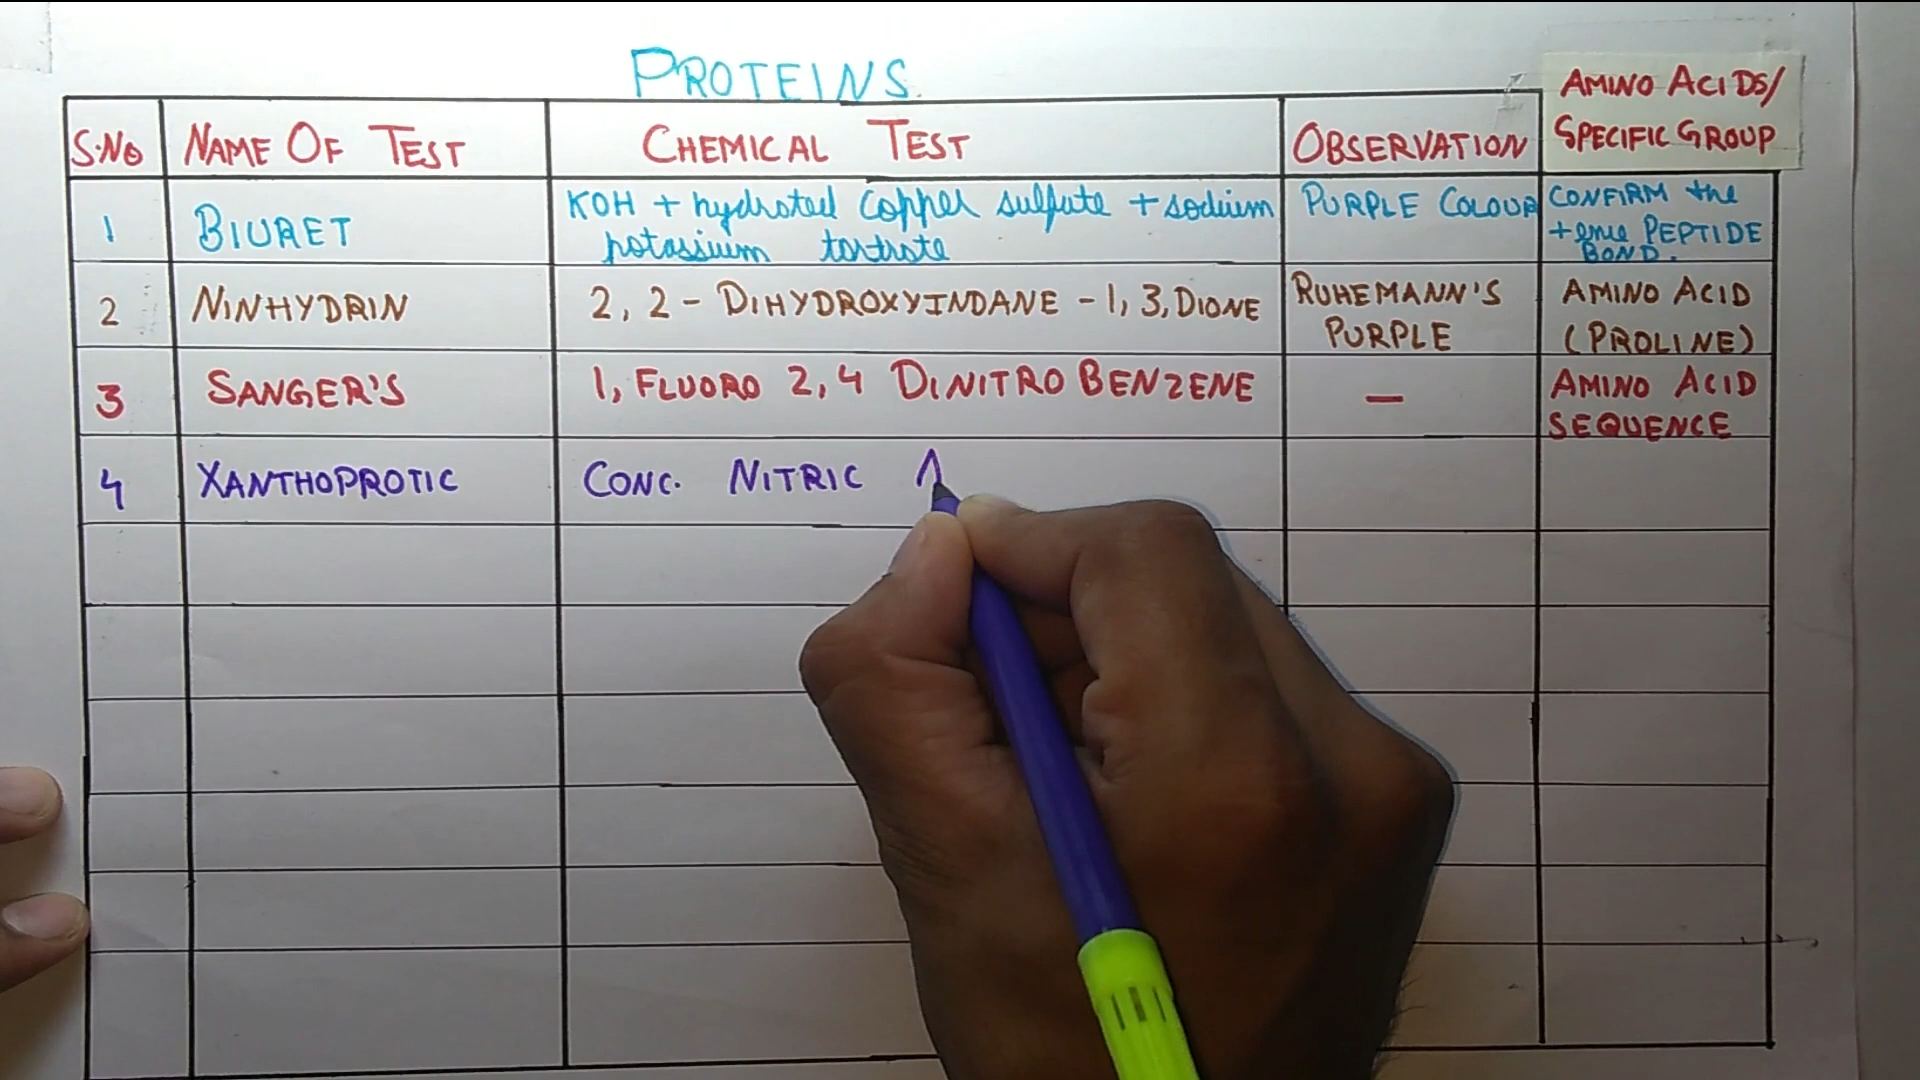 PROTEINS.
AMINO ACIDS/
SPECIFIC GROUP
S.NO NAME OF TEST CHEMICAL TEST OBSERVATION
1 BIURET KOH + hydrated copper sulfate + sodium
potassium tartrate
PURPLE COLOUR
CONFIRM the
PEPTIDE
BOND.
2 NINHYDRIN 2, 2 - DIHYDROXYINDANE - 1, 3, DIONE
RUHEMANN'S
PURPLE
AMINO ACID
(PROLINE)
3 SANGER'S 1, FLUORO 2, 4 DINITRO BENZENE —
AMINO ACID
SEQUENCE
4 XANTHOPROTIC CONC. NITRIC A